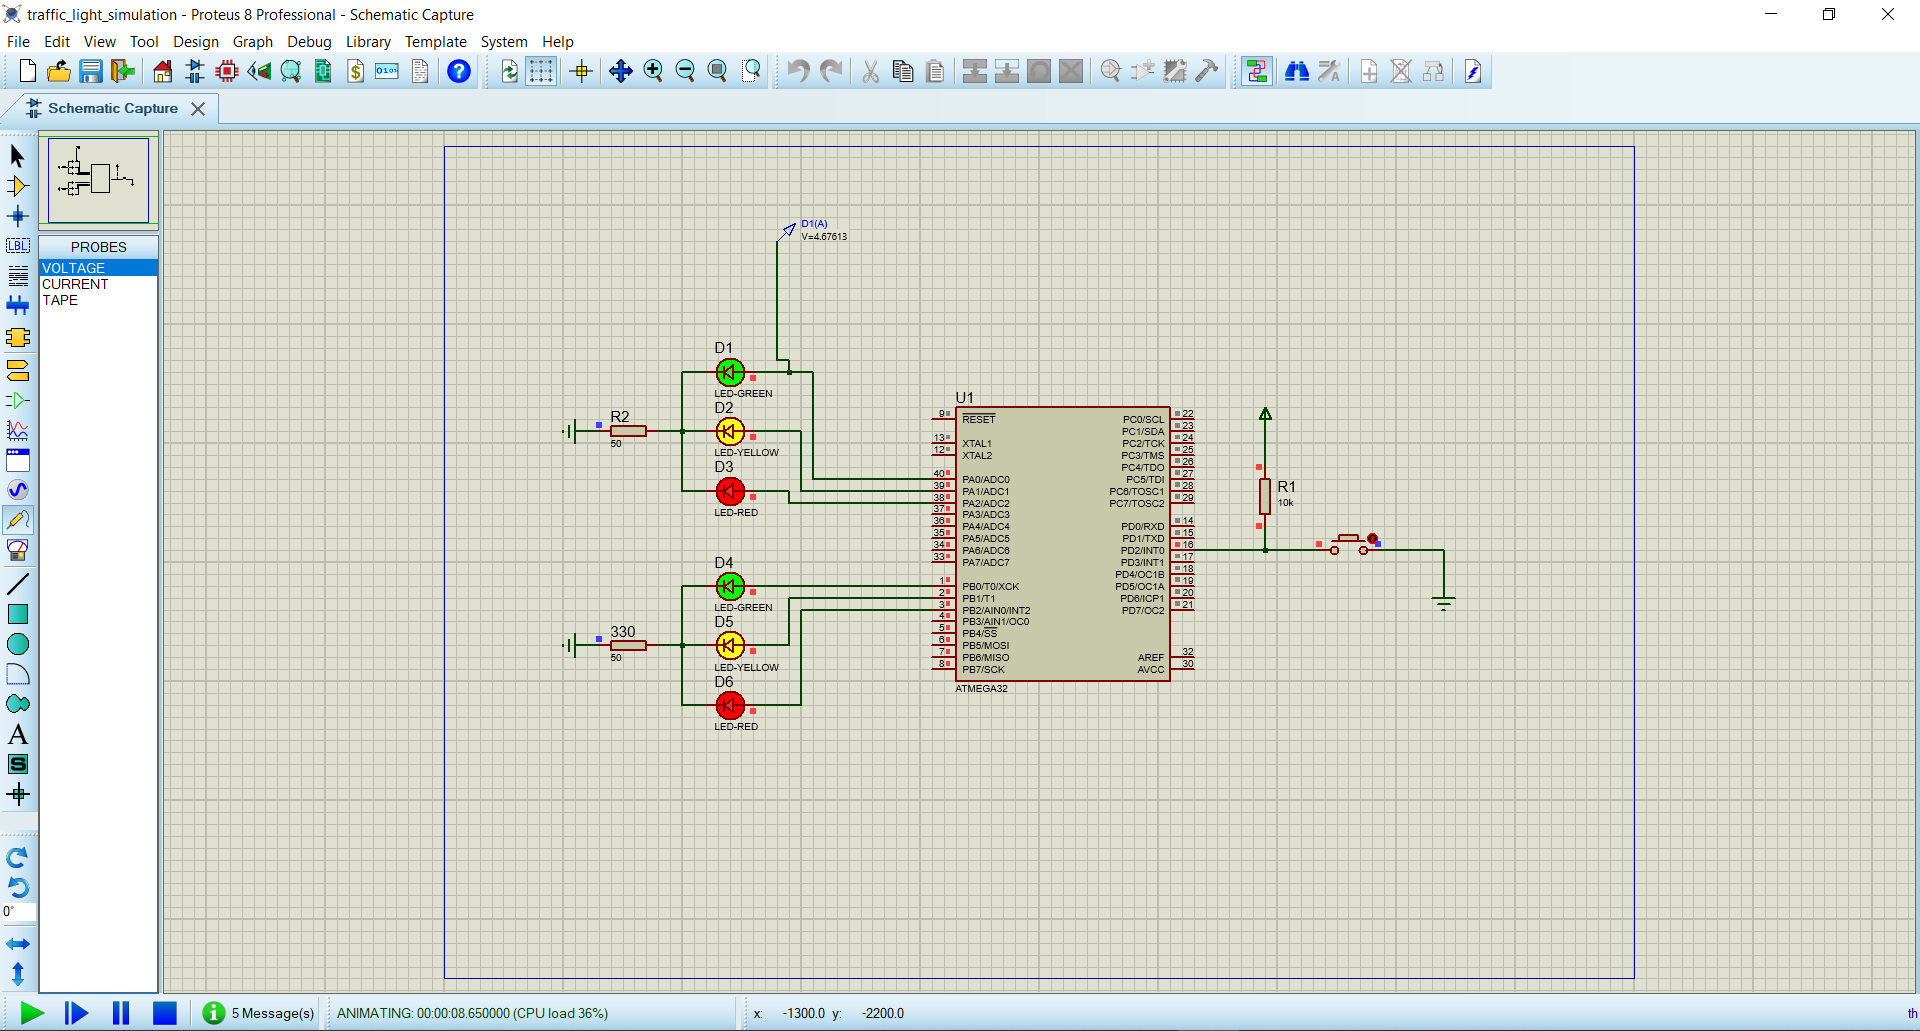 traffic_light_simulation - Proteus 8 Professional - Schematic Capture
File Edit View Tool Design Graph Debug Library Template System Help
Schematic Capture
PROBES
VOLTAGE
CURRENT
TAPE
LBL
A
S
0°
D1(A)
V=4.67613
D1
LED-GREEN
D2
LED-YELLOW
D3
LED-RED
R2
50
D4
LED-GREEN
D5
LED-YELLOW
D6
LED-RED
330
50
U1
9 RESET
13 XTAL1
12 XTAL2
40 PA0/ADC0
39 PA1/ADC1
38 PA2/ADC2
37 PA3/ADC3
36 PA4/ADC4
35 PA5/ADC5
34 PA6/ADC6
33 PA7/ADC7
1 PB0/T0/XCK
2 PB1/T1
3 PB2/AIN0/INT2
4 PB3/AIN1/OC0
5 PB4/SS
6 PB5/MOSI
7 PB6/MISO
8 PB7/SCK
PC0/SCL 22
PC1/SDA 23
PC2/TCK 24
PC3/TMS 25
PC4/TDO 26
PC5/TDI 27
PC6/TOSC1 28
PC7/TOSC2 29
PD0/RXD 14
PD1/TXD 15
PD2/INT0 16
PD3/INT1 17
PD4/OC1B 18
PD5/OC1A 19
PD6/ICP1 20
PD7/OC2 21
AREF 32
AVCC 30
ATMEGA32
R1
10k
5 Message(s)
ANIMATING: 00:00:08.650000 (CPU load 36%)
x: -1300.0 y: -2200.0
th